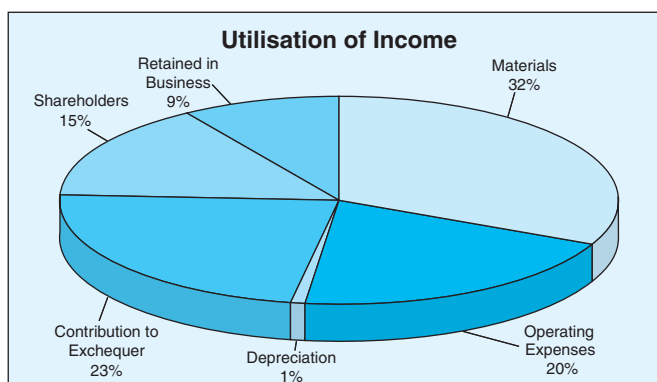 Utilisation of Income
Retained in
Business
9%
Materials
32%
Shareholders
15%
Contribution to
Exchequer
23%
Depreciation
1%
Operating
Expenses
20%